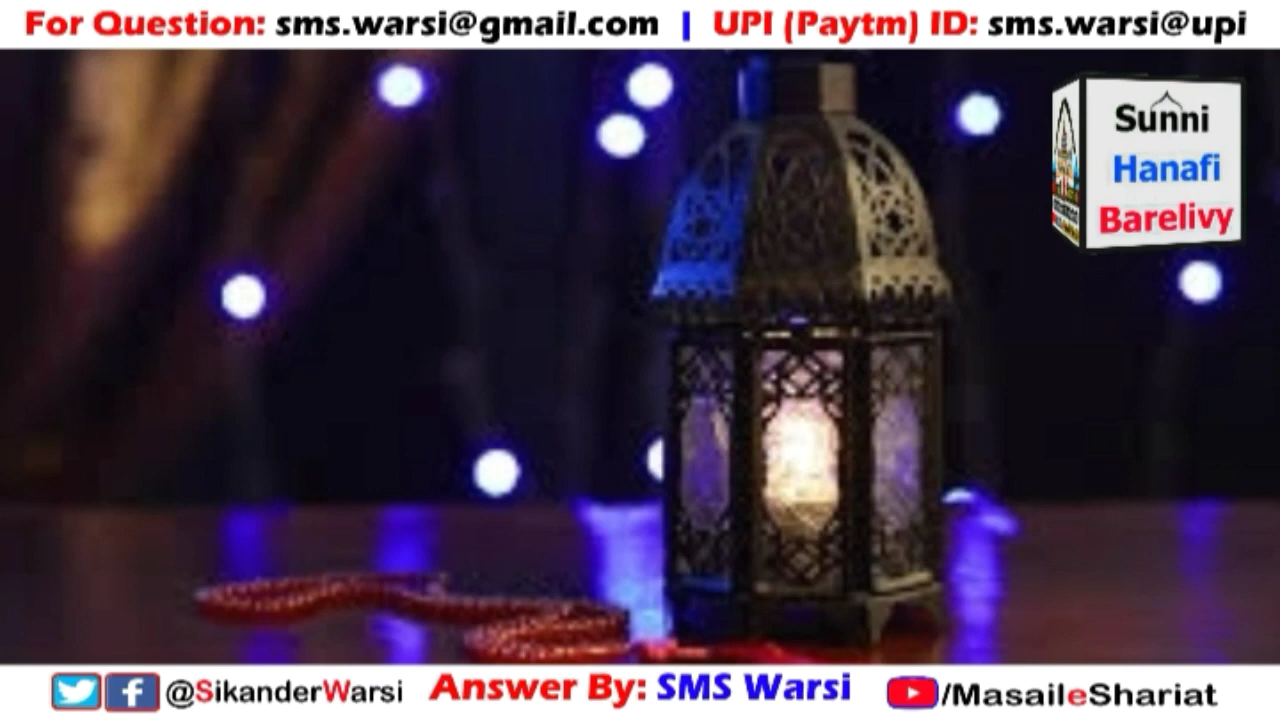 For Question: sms.warsi@gmail.com | UPI (Paytm) ID: sms.warsi@upi
Sunni
Hanafi
Barelivy
@SikanderWarsi Answer By: SMS Warsi /MasaileShariat